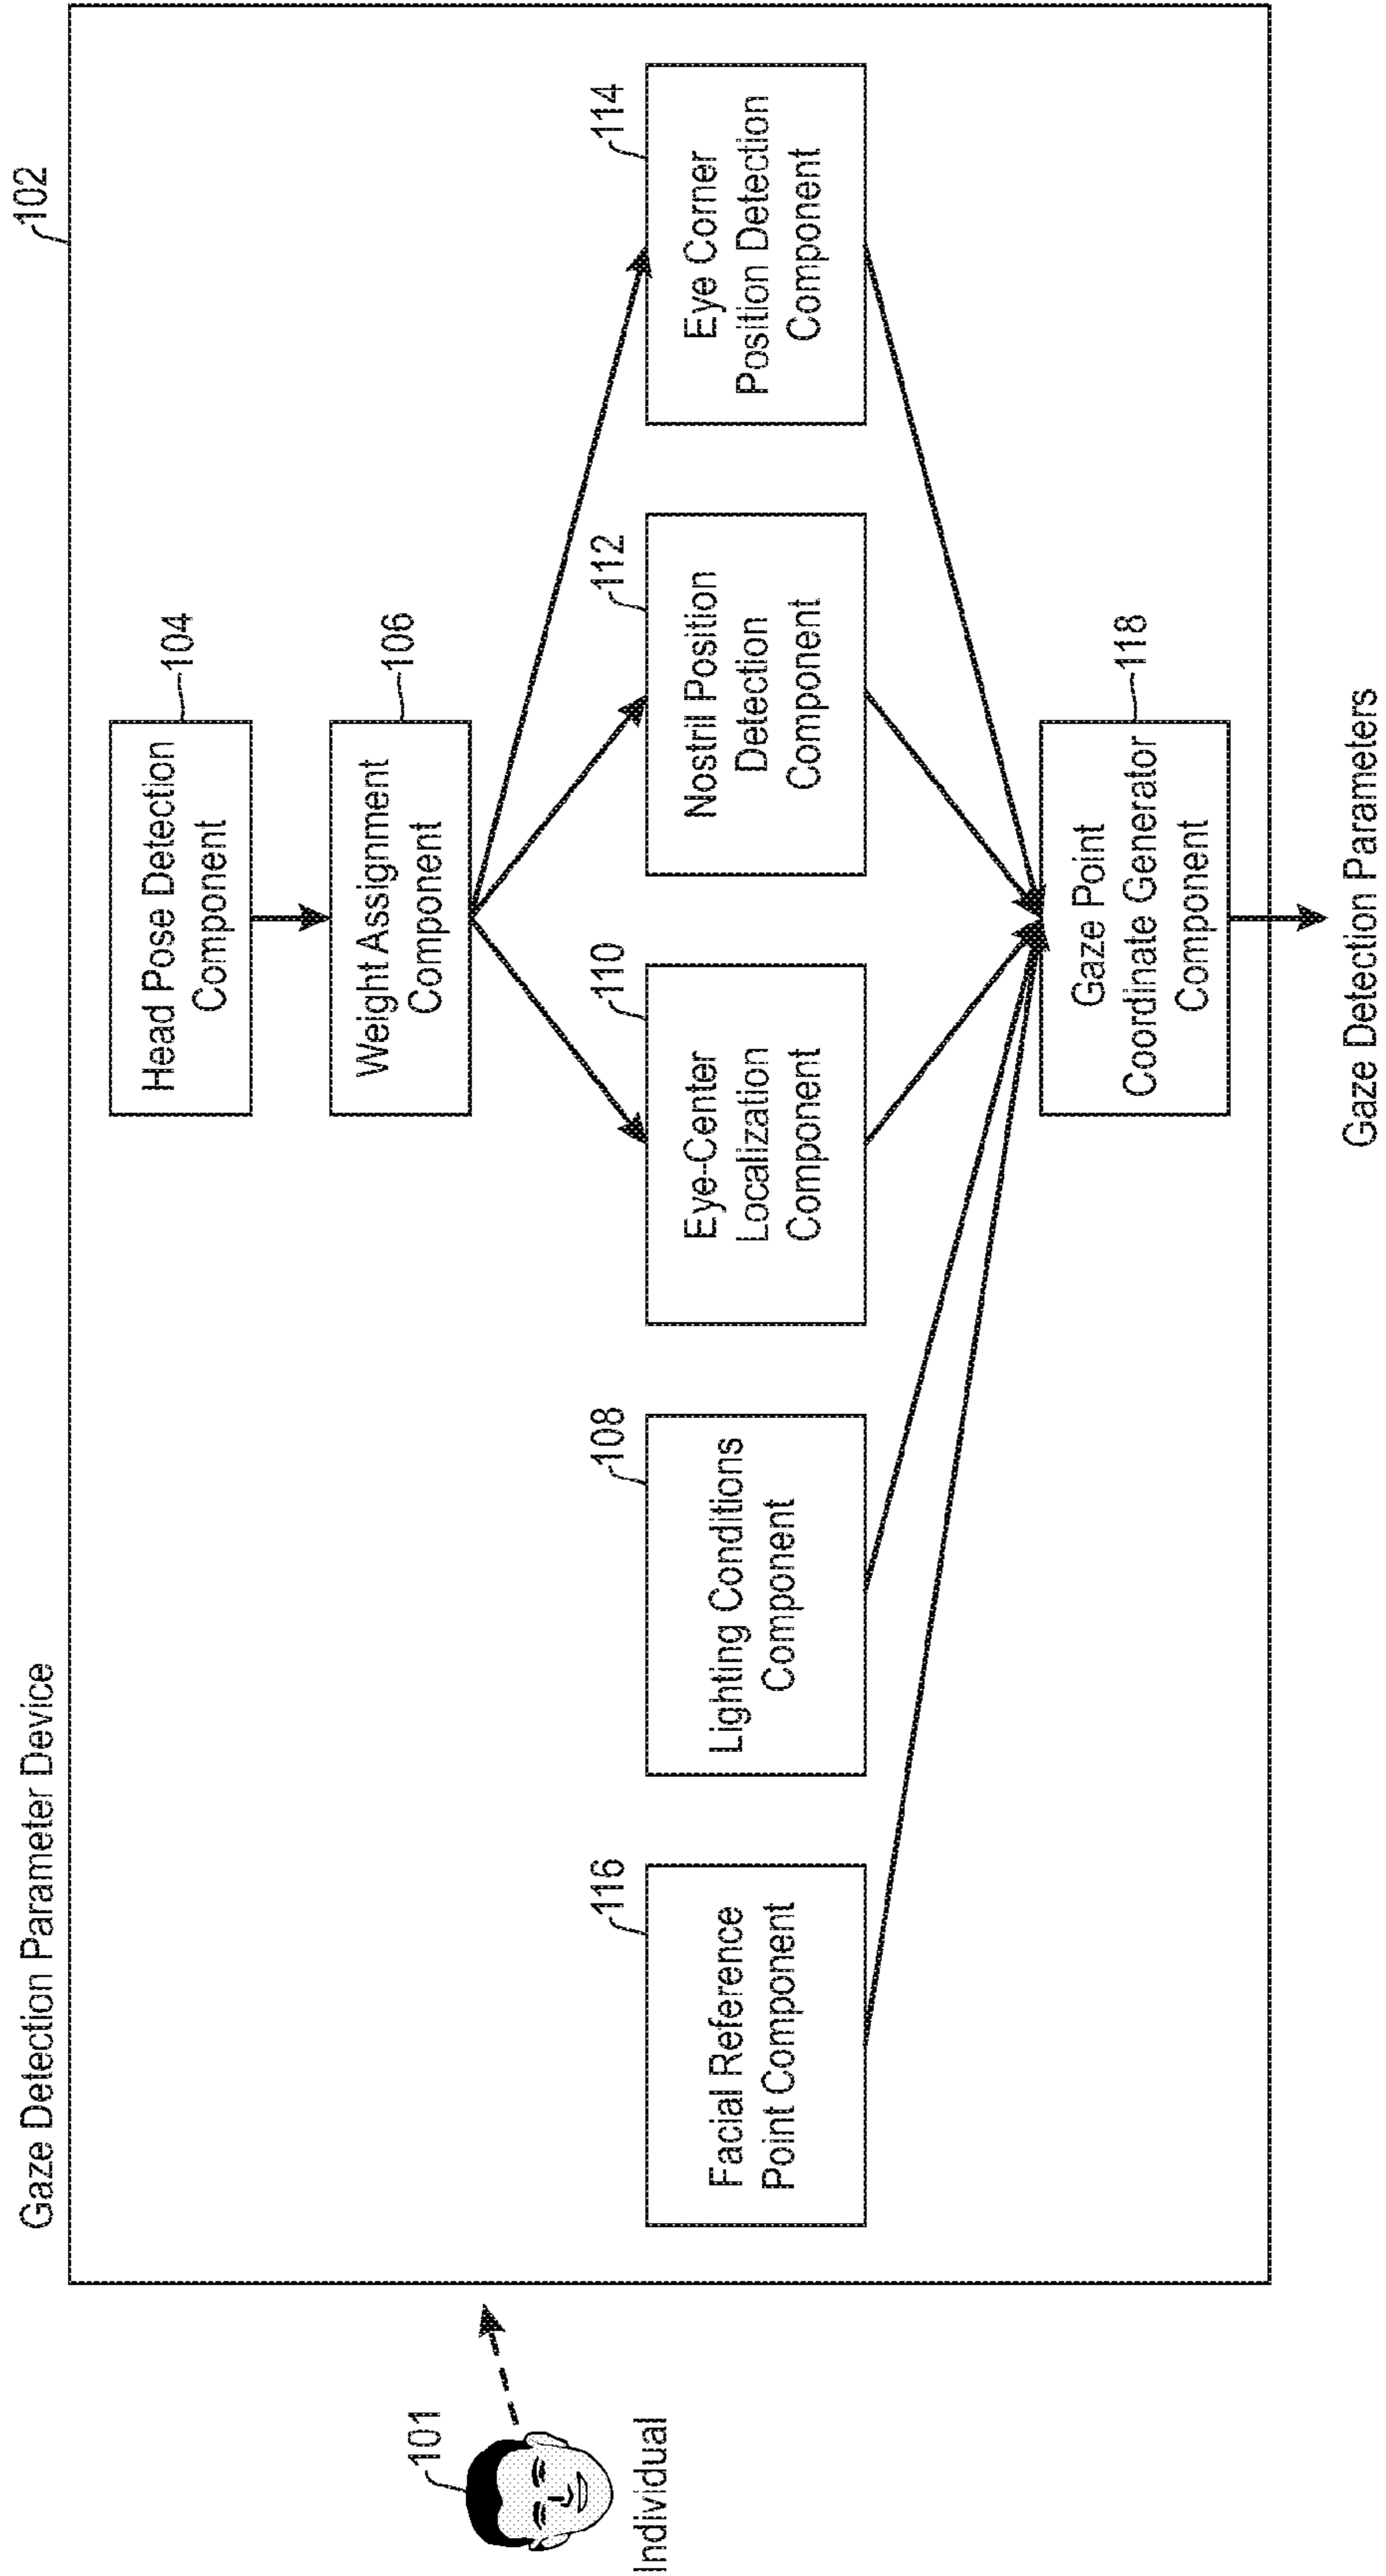 Gaze Detection Parameter Device
102
101
Individual
Head Pose Detection
Component
104
Weight Assignment
Component
106
Facial Reference
Point Component
116
Lighting Conditions
Component
108
Eye-Center
Localization
Component
110
Nostril Position
Detection
Component
112
Eye Corner
Position Detection
Component
114
Gaze Point
Coordinate Generator
Component
118
Gaze Detection Parameters